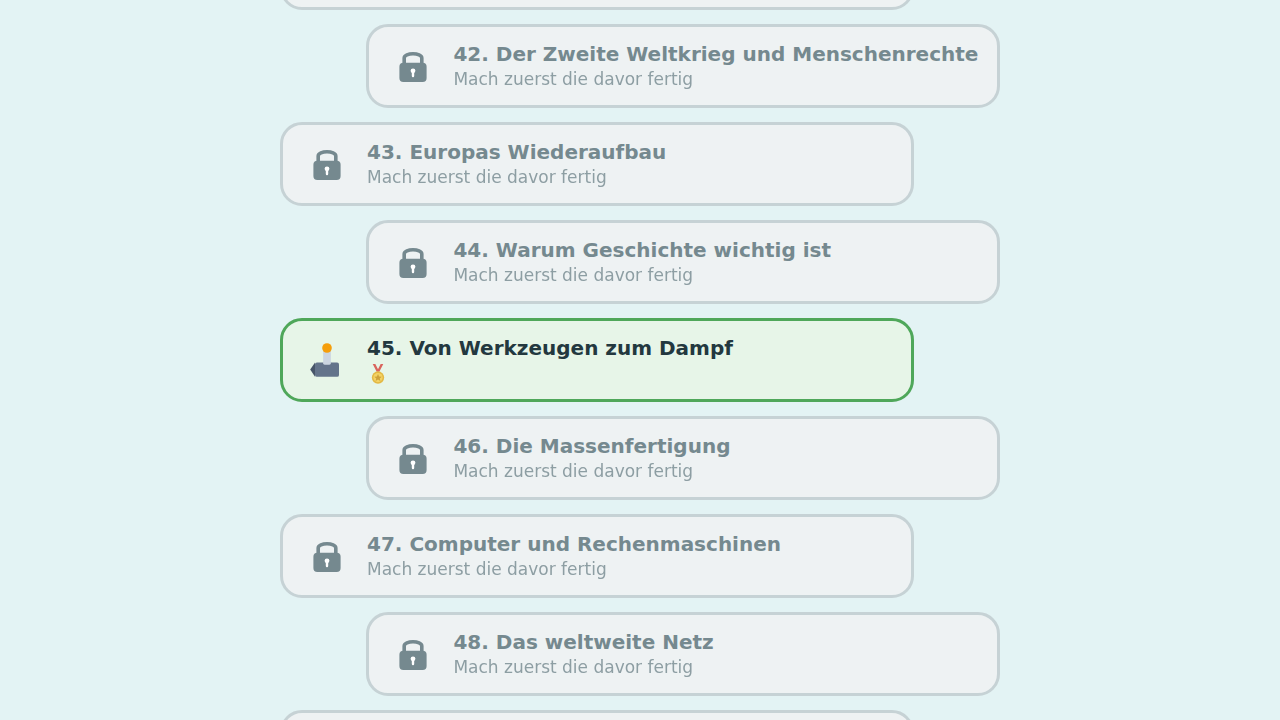 42. Der Zweite Weltkrieg und Menschenrechte
Mach zuerst die davor fertig
43. Europas Wiederaufbau
Mach zuerst die davor fertig
44. Warum Geschichte wichtig ist
Mach zuerst die davor fertig
45. Von Werkzeugen zum Dampf
46. Die Massenfertigung
Mach zuerst die davor fertig
47. Computer und Rechenmaschinen
Mach zuerst die davor fertig
48. Das weltweite Netz
Mach zuerst die davor fertig